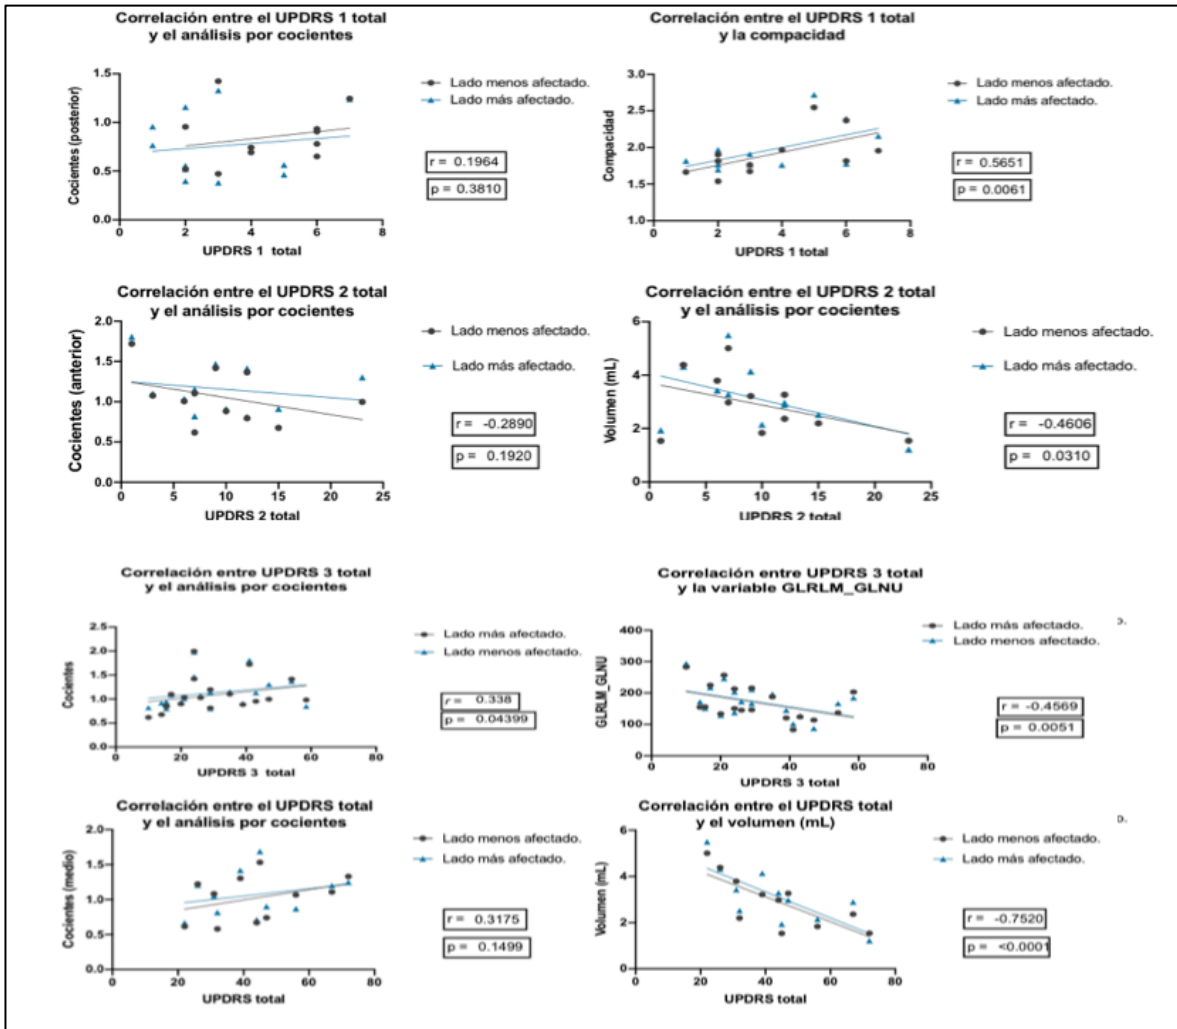 Correlación entre el UPDRS 1 total
y el análisis por cocientes
Cocientes (posterior)
1.5
1.0
0.5
0.0
0 2 4 6 8
UPDRS 1 total
Lado menos afectado.
Lado más afectado.
r = 0.1964
p = 0.3810
Correlación entre el UPDRS 1 total
y la compacidad
Compacidad
3.0
2.5
2.0
1.5
1.0
0 2 4 6 8
UPDRS 1 total
Lado menos afectado.
Lado más afectado.
r = 0.5651
p = 0.0061
Correlación entre el UPDRS 2 total
y el análisis por cocientes
Cocientes (anterior)
2.0
1.5
1.0
0.5
0.0
0 5 10 15 20 25
UPDRS 2 total
Lado menos afectado.
Lado más afectado.
r = -0.2890
p = 0.1920
Correlación entre el UPDRS 2 total
y el análisis por cocientes
Volumen (mL)
6
4
2
0
0 5 10 15 20 25
UPDRS 2 total
Lado menos afectado.
Lado más afectado.
r = -0.4606
p = 0.0310
Correlación entre UPDRS 3 total
y el análisis por cocientes
Cocientes
2.5
2.0
1.5
1.0
0.5
0.0
0 20 40 60 80
UPDRS 3 total
Lado más afectado.
Lado menos afectado.
r = 0.338
p = 0.04399
Correlación entre UPDRS 3 total
y la variable GLRLM_GLNU
GLRLM_GLNU
400
300
200
100
0
0 20 40 60 80
UPDRS 3 total
Lado más afectado.
Lado menos afectado.
r = -0.4569
p = 0.0051
Correlación entre el UPDRS total
y el análisis por cocientes
Cocientes (medio)
2.0
1.5
1.0
0.5
0.0
0 20 40 60 80
UPDRS total
Lado menos afectado.
Lado más afectado.
r = 0.3175
p = 0.1499
Correlación entre el UPDRS total
y el volumen (mL)
Volumen (mL)
6
4
2
0
0 20 40 60 80
UPDRS total
Lado menos afectado.
Lado más afectado.
r = -0.7520
p = <0.0001